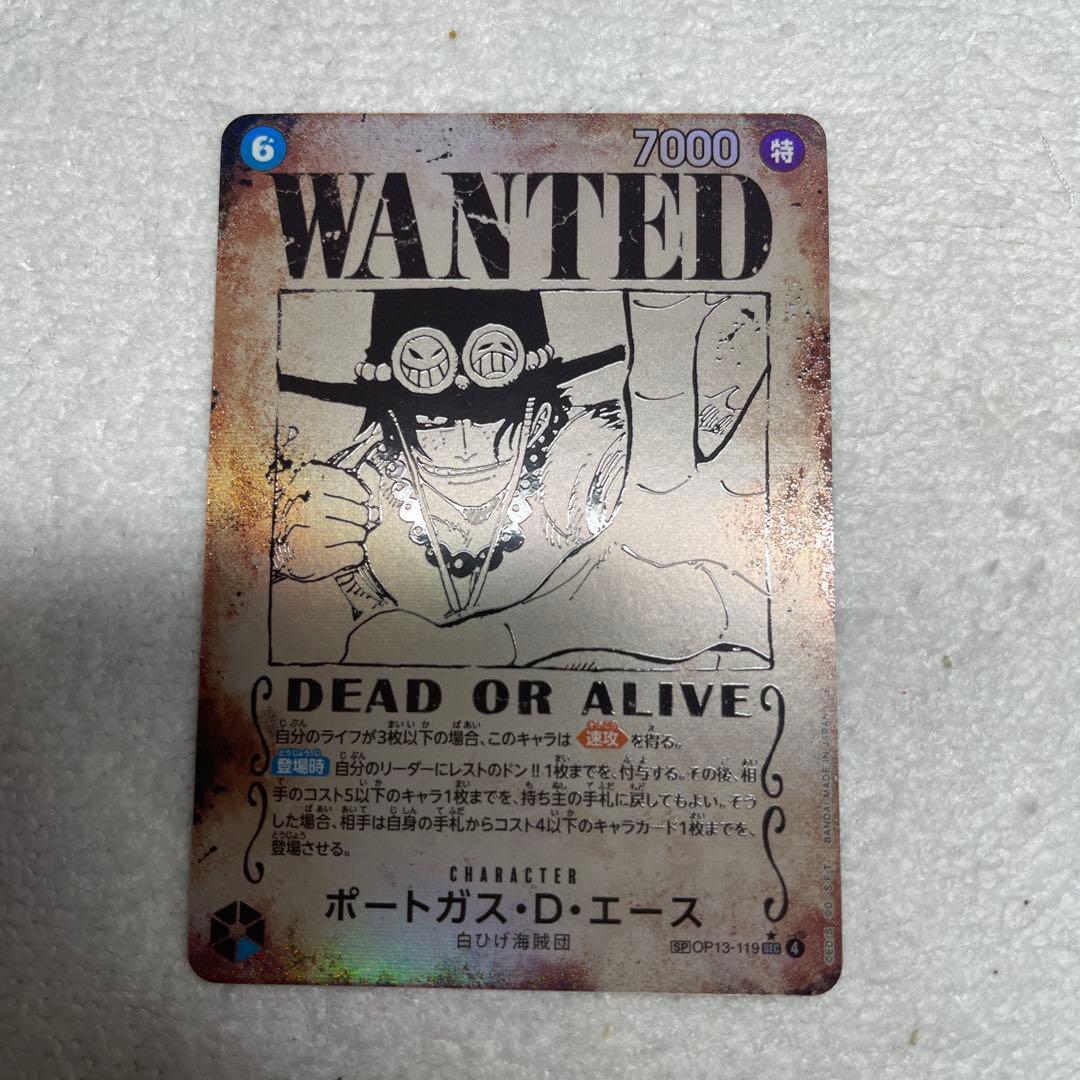 6
7000 特
WANTED
DEAD OR ALIVE
自分のライフが3枚以下の場合、このキャラは 速攻 を得る。
登場時 自分のリーダーにレストのドン!!1枚までを、付与する。その後、相
手のコスト5以下のキャラ1枚までを、持ち主の手札に戻してもよい。そう
した場合、相手は自身の手札からコスト4以下のキャラカード1枚までを、
登場させる。
CHARACTER
ポートガス・D・エース
白ひげ海賊団
SP OP13-119 SEC 4
BANDAI MADE IN JAPAN